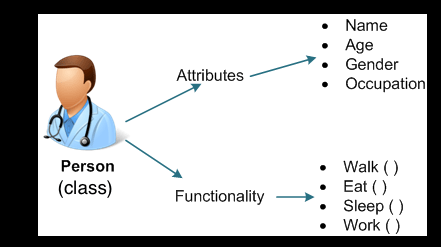 Person
(class)
Attributes
• Name
• Age
• Gender
• Occupation
Functionality
• Walk ( )
• Eat ( )
• Sleep ( )
• Work ( )